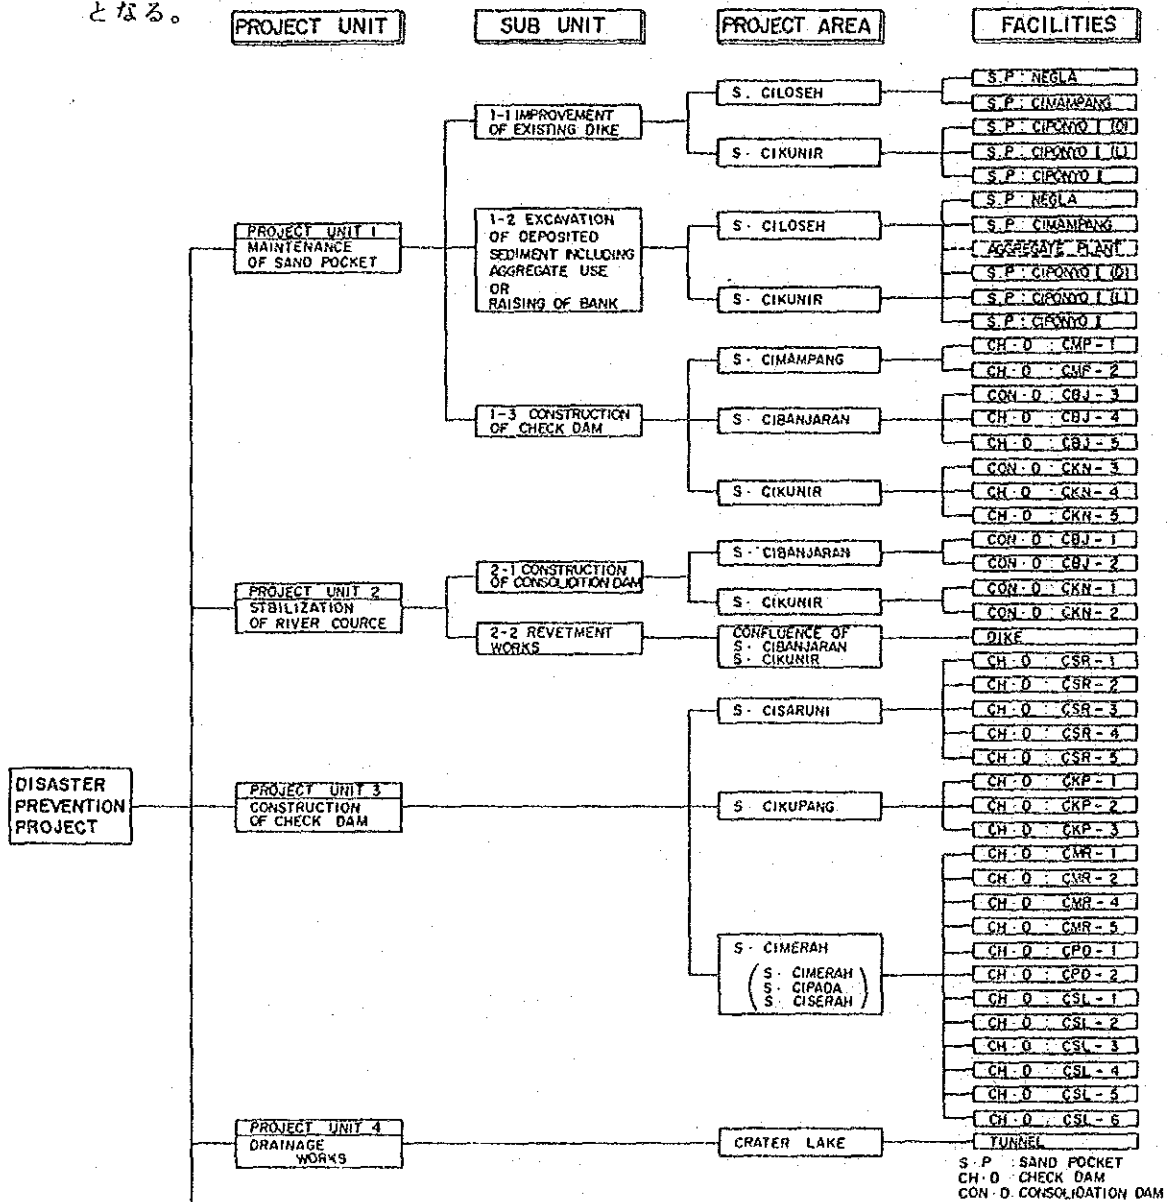 となる。
PROJECT UNIT
SUB UNIT
PROJECT AREA
FACILITIES
DISASTER
PREVENTION
PROJECT
PROJECT UNIT 1
MAINTENANCE
OF SAND POCKET
1-1 IMPROVEMENT
OF EXISTING DIKE
S. CILOSEH
S.P : NEGLA
S.P : CIMAMPANG
S. CIKUNIR
S.P : CIPONYO I (D)
S.P : CIPONYO I (L)
S.P : CIPONYO I
1-2 EXCAVATION
OF DEPOSITED
SEDIMENT INCLUDING
AGGREGATE USE
OR
RAISING OF BANK
S. CILOSEH
S. CIKUNIR
S.P : NEGLA
S.P : CIMAMPANG
AGGREGATE PLANT
S.P : CIPONYO I (D)
S.P : CIPONYO I (L)
S.P : CIPONYO I
1-3 CONSTRUCTION
OF CHECK DAM
S. CIMAMPANG
CH.D : CMP-1
CH.D : CMP-2
S. CIBANJARAN
CON.D : CBJ-3
CH.D : CBJ-4
CH.D : CBJ-5
S. CIKUNIR
CON.D : CKN-3
CH.D : CKN-4
CH.D : CKN-5
PROJECT UNIT 2
STBILIZATION
OF RIVER COURCE
2-1 CONSTRUCTION
OF CONSOLIDTION DAM
S. CIBANJARAN
CON.D : CBJ-1
CON.D : CBJ-2
S. CIKUNIR
CON.D : CKN-1
CON.D : CKN-2
2-2 REVETMENT
WORKS
CONFLUENCE OF
S. CIBANJARAN
S. CIKUNIR
DIKE
PROJECT UNIT 3
CONSTRUCTION
OF CHECK DAM
S. CISARUNI
CH.D : CSR-1
CH.D : CSR-2
CH.D : CSR-3
CH.D : CSR-4
CH.D : CSR-5
S. CIKUPANG
CH.D : CKP-1
CH.D : CKP-2
CH.D : CKP-3
S. CIMERAH
(S. CIMERAH
S. CIPADA
S. CISERAH)
CH.D : CMR-1
CH.D : CMR-2
CH.D : CMR-4
CH.D : CMR-5
CH.D : CPD-1
CH.D : CPD-2
CH.D : CSL-1
CH.D : CSL-2
CH.D : CSL-3
CH.D : CSL-4
CH.D : CSL-5
CH.D : CSL-6
PROJECT UNIT 4
DRAINAGE
WORKS
CRATER LAKE
TUNNEL
S.P : SAND POCKET
CH.D : CHECK DAM
CON.D : CONSOLIDATION DAM